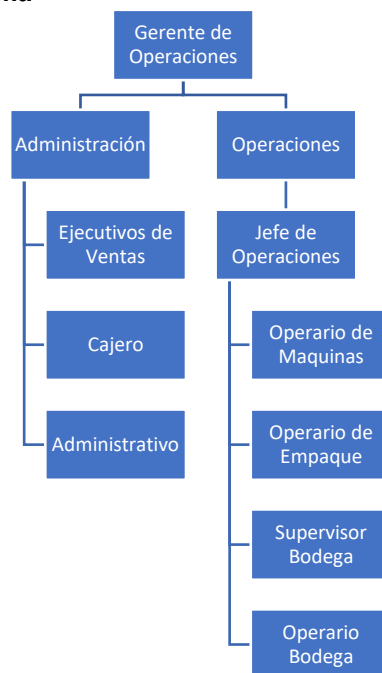 Gerente de
Operaciones
Administración
Operaciones
Ejecutivos de
Ventas
Jefe de
Operaciones
Cajero
Operario de
Maquinas
Administrativo
Operario de
Empaque
Supervisor
Bodega
Operario
Bodega